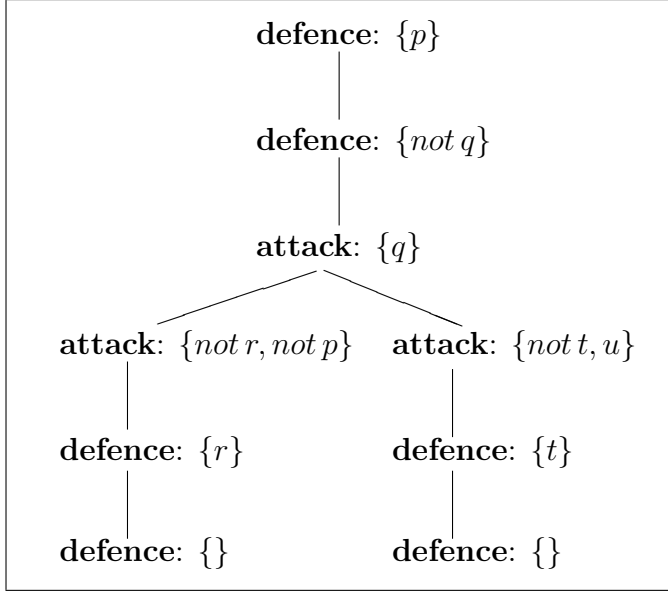 defence: {p}
defence: {not q}
attack: {q}
attack: {not r, not p} attack: {not t, u}
defence: {r} defence: {t}
defence: {} defence: {}